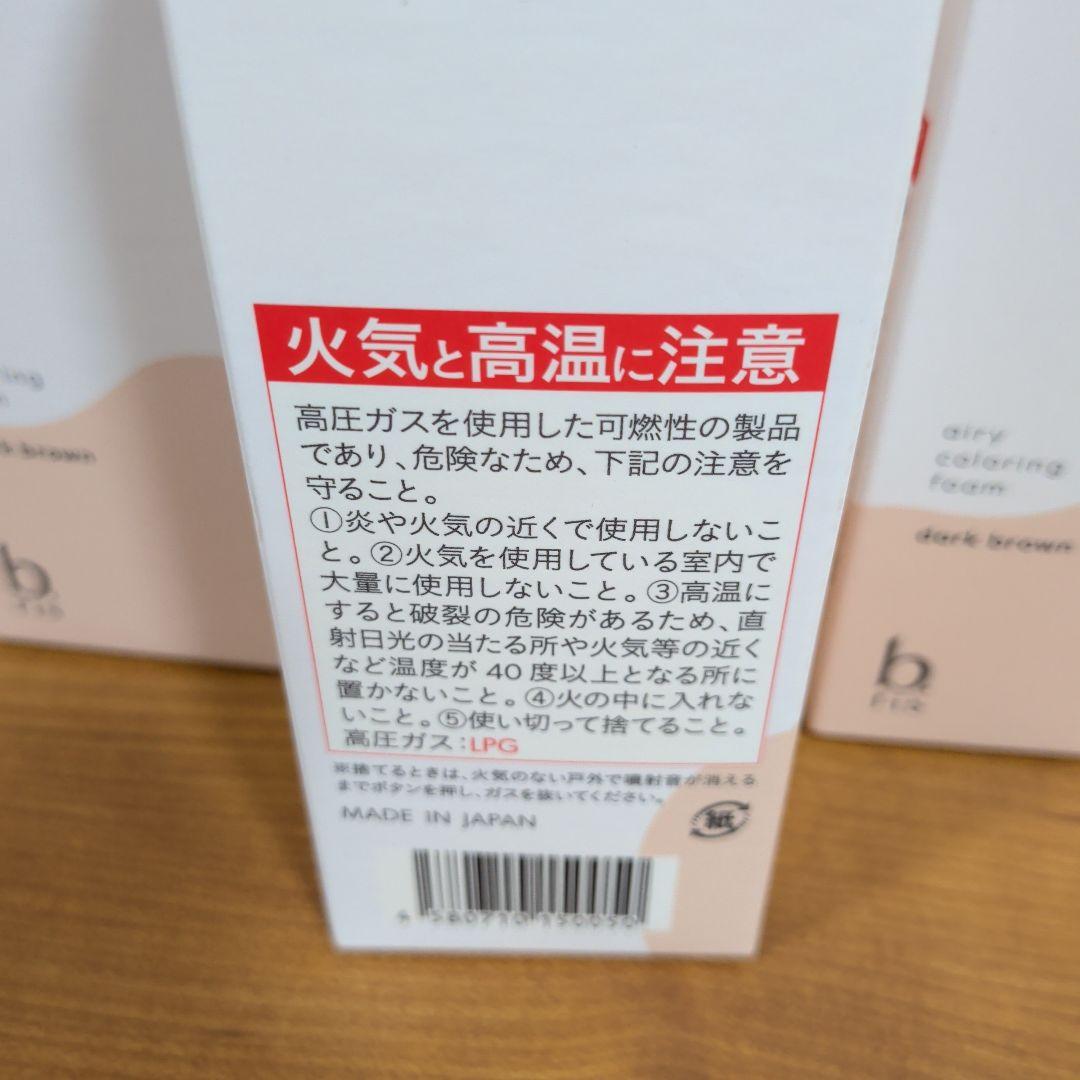 火気と高温に注意
高圧ガスを使用した可燃性の製品
であり、危険なため、下記の注意を
守ること。
①炎や火気の近くで使用しないこ
と。②火気を使用している室内で
大量に使用しないこと。③高温に
すると破裂の危険があるため、直
射日光の当たる所や火気等の近く
など温度が40度以上となる所に
置かないこと。④火の中に入れな
いこと。⑤使い切って捨てること。
高圧ガス：LPG
※捨てるときは、火気のない戸外で噴射音が消える
までボタンを押し、ガスを抜いてください。
MADE IN JAPAN
紙
ring
dark brown
b
airy
coloring
foam
dark brown
b